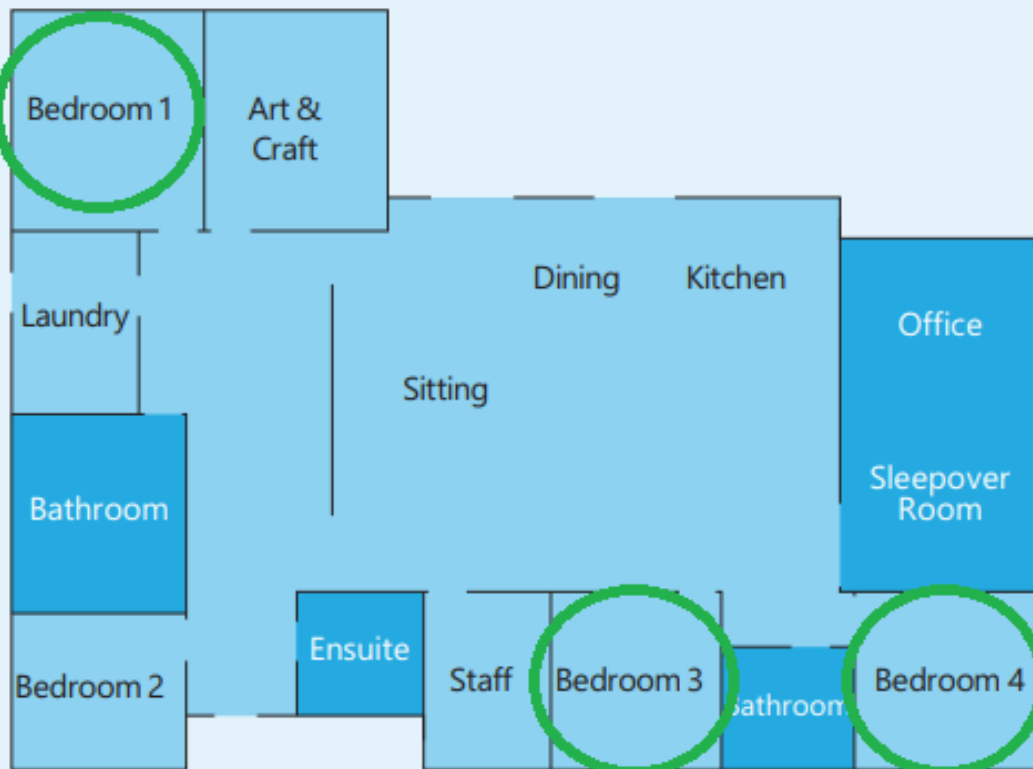 Bedroom 1
Art &
Craft
Dining
Kitchen
Laundry
Office
Sitting
Sleepover
Room
Bathroom
Ensuite
Bedroom 2
Staff
Bedroom 3
Bathroom
Bedroom 4